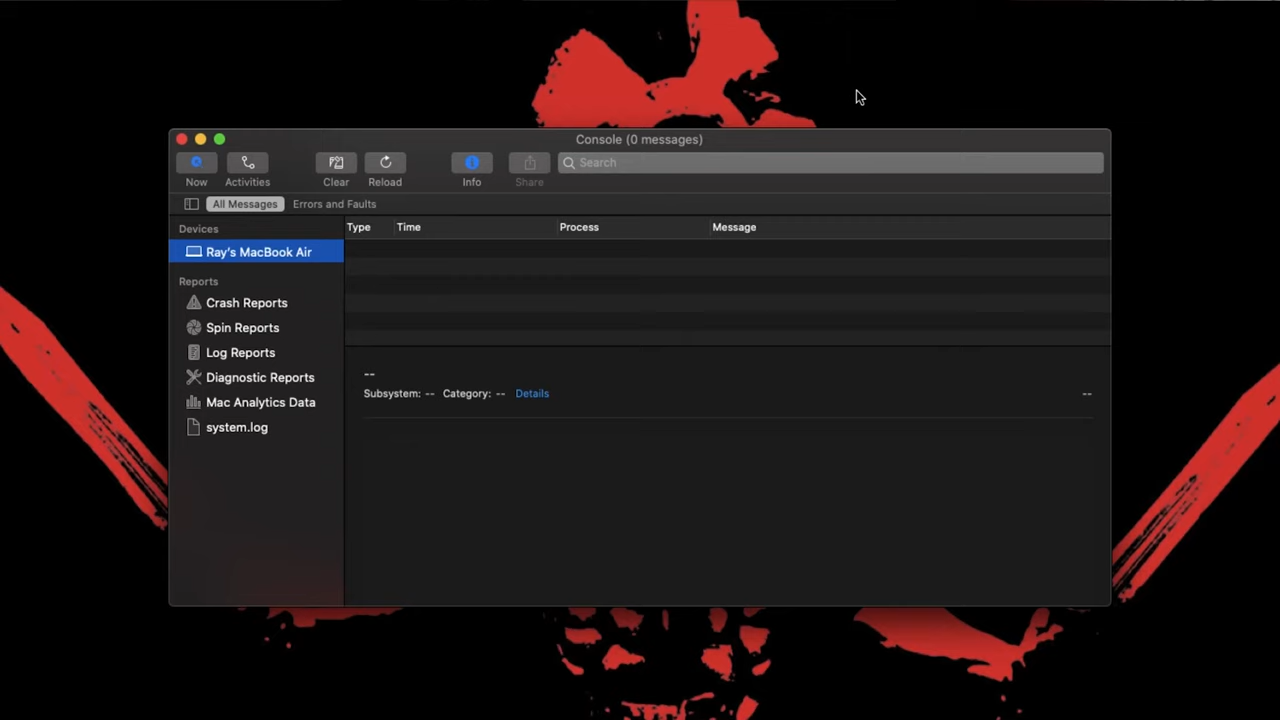 Console (0 messages)
Now Activities Clear Reload Info Share Search
All Messages Errors and Faults
Devices
Type Time Process Message
Ray's MacBook Air
Reports
Crash Reports
Spin Reports
Log Reports
Diagnostic Reports
Mac Analytics Data
system.log
--
Subsystem: -- Category: -- Details --